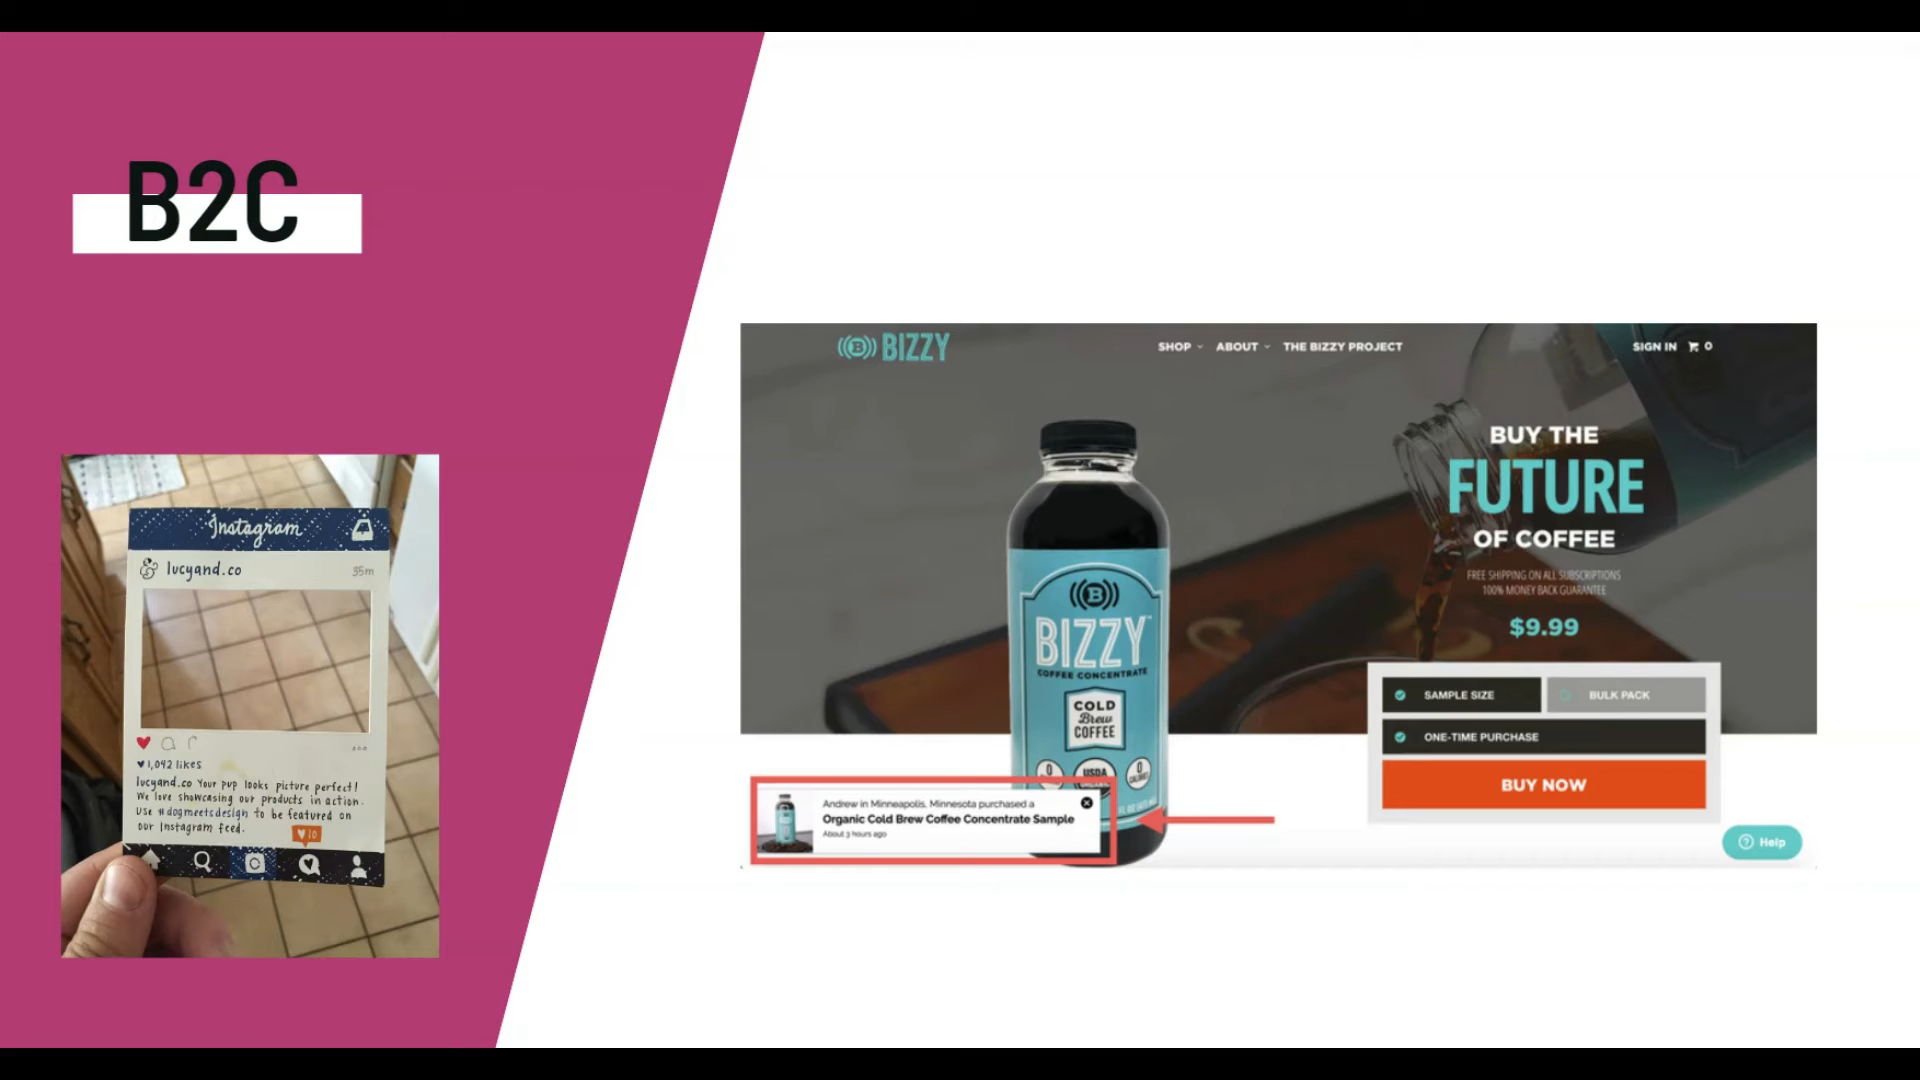 B2C
Instagram
lucyand.co
35m
1,042 likes
lucyand.co Your pup looks picture perfect!
We love showcasing our products in action.
Use #dogmeetsdesign to be featured on
our Instagram feed.
10
BIZZY
SHOP
ABOUT
THE BIZZY PROJECT
SIGN IN
0
BUY THE
FUTURE
OF COFFEE
FREE SHIPPING ON ALL SUBSCRIPTIONS
100% MONEY BACK GUARANTEE
$9.99
SAMPLE SIZE
BULK PACK
ONE-TIME PURCHASE
BUY NOW
Help
B
BIZZY
COFFEE CONCENTRATE
COLD
Brew
COFFEE
0
USDA
0
CALORIES
Andrew in Minneapolis, Minnesota purchased a
Organic Cold Brew Coffee Concentrate Sample
About 3 hours ago